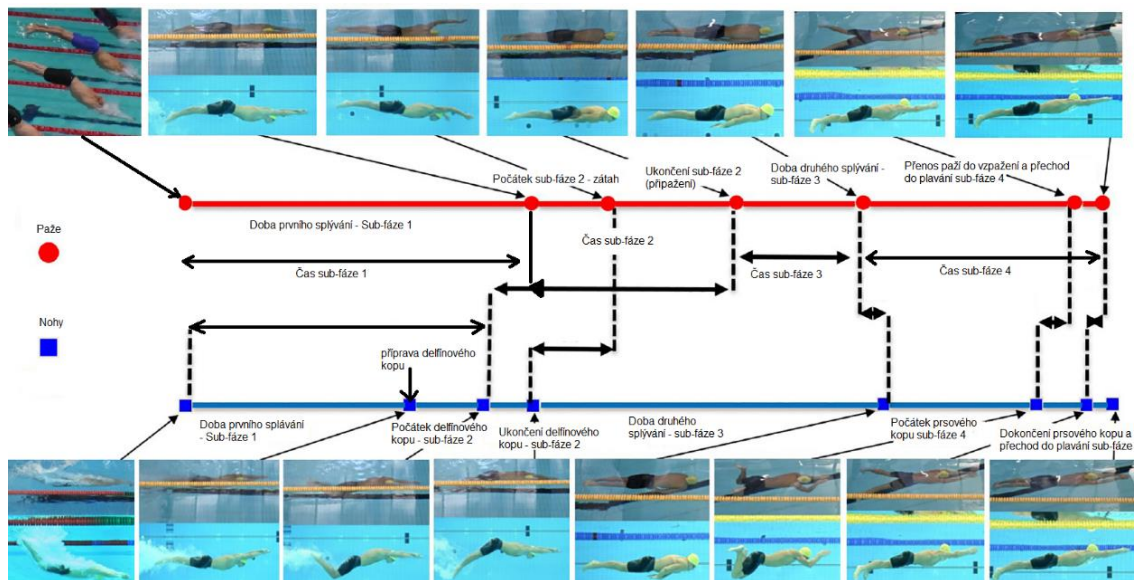 Počátek sub-fáze 2 - zátah
Ukončení sub-fáze 2
(připažení)
Doba druhého splývání -
sub-fáze 3
Přenos paží do vzpažení a přechod
do plavání sub-fáze 4
Paže
Doba prvního splývání - Sub-fáze 1
Čas sub-fáze 2
Čas sub-fáze 1
Čas sub-fáze 3
Čas sub-fáze 4
Nohy
příprava delfínového
kopu
Doba prvního splávání
- Sub-fáze 1
Počátek delfínového
kopu - sub-fáze 2
Ukončení delfínového
kopu - sub-fáze 2
Doba druhého
splývání - sub-fáze 3
Počátek prsového
kopu sub-fáze 4
Dokončení prsového kopu a
přechod do plavání sub-fáze